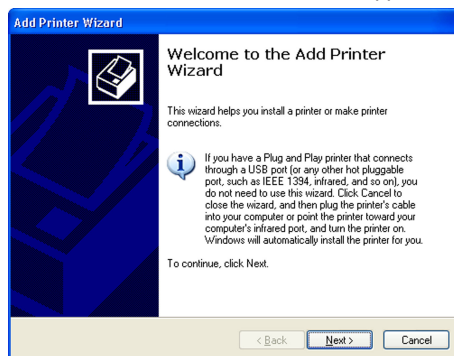 Add Printer Wizard
Welcome to the Add Printer
Wizard
This wizard helps you install a printer or make printer
connections.
If you have a Plug and Play printer that connects
through a USB port (or any other hot pluggable
port, such as IEEE 1394, infrared, and so on), you
do not need to use this wizard. Click Cancel to
close the wizard, and then plug the printer's cable
into your computer or point the printer toward your
computer's infrared port, and turn the printer on.
Windows will automatically install the printer for you.
To continue, click Next.
< Back Next > Cancel